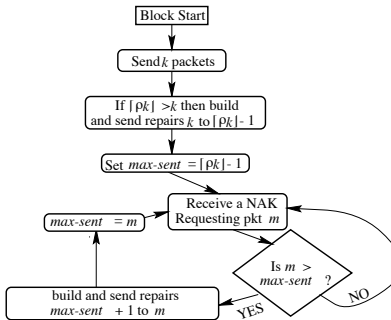 Block Start
Send k packets
If ⌈ρk⌉ >k then build
and send repairs k to ⌈ρk⌉- 1
Set max-sent = ⌈ρk⌉- 1
Receive a NAK
Requesting pkt m
max-sent = m
Is m >
max-sent ?
NO
YES
build and send repairs
max-sent + 1 to m